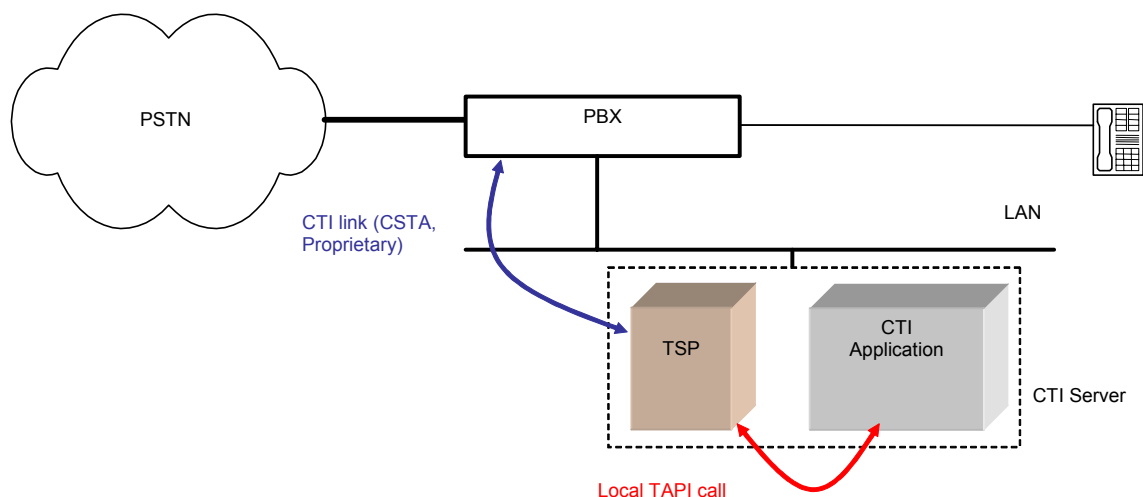 PSTN
PBX
CTI link (CSTA,
Proprietary)
LAN
TSP
CTI
Application
CTI Server
Local TAPI call